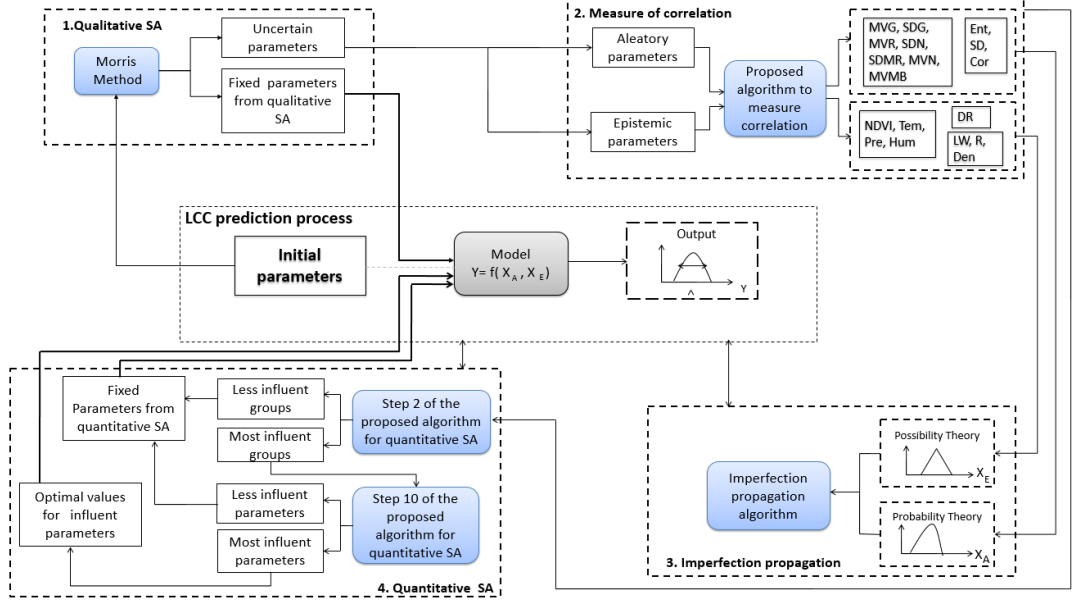 1.Qualitative SA
Morris
Method
Uncertain
parameters
Fixed parameters
from qualitative
SA
2. Measure of correlation
Aleatory
parameters
Epistemic
parameters
Proposed
algorithm to
measure
correlation
MVG, SDG,
MVR, SDN,
SDMR, MVN,
MVMB
Ent,
SD,
Cor
NDVI, Tem,
Pre, Hum
DR
LW, R,
Den
LCC prediction process
Initial
parameters
Model
Y= f( X A , X E )
Output
Y
^
Fixed
Parameters from
quantitative SA
Less influent
groups
Most influent
groups
Step 2 of the
proposed algorithm
for quantitative SA
Optimal values
for influent
parameters
Less influent
parameters
Most influent
parameters
Step 10 of the
proposed
algorithm for
quantitative SA
4. Quantitative SA
Imperfection
propagation
algorithm
Possibility Theory
XE
Probability Theory
XA
3. Imperfection propagation